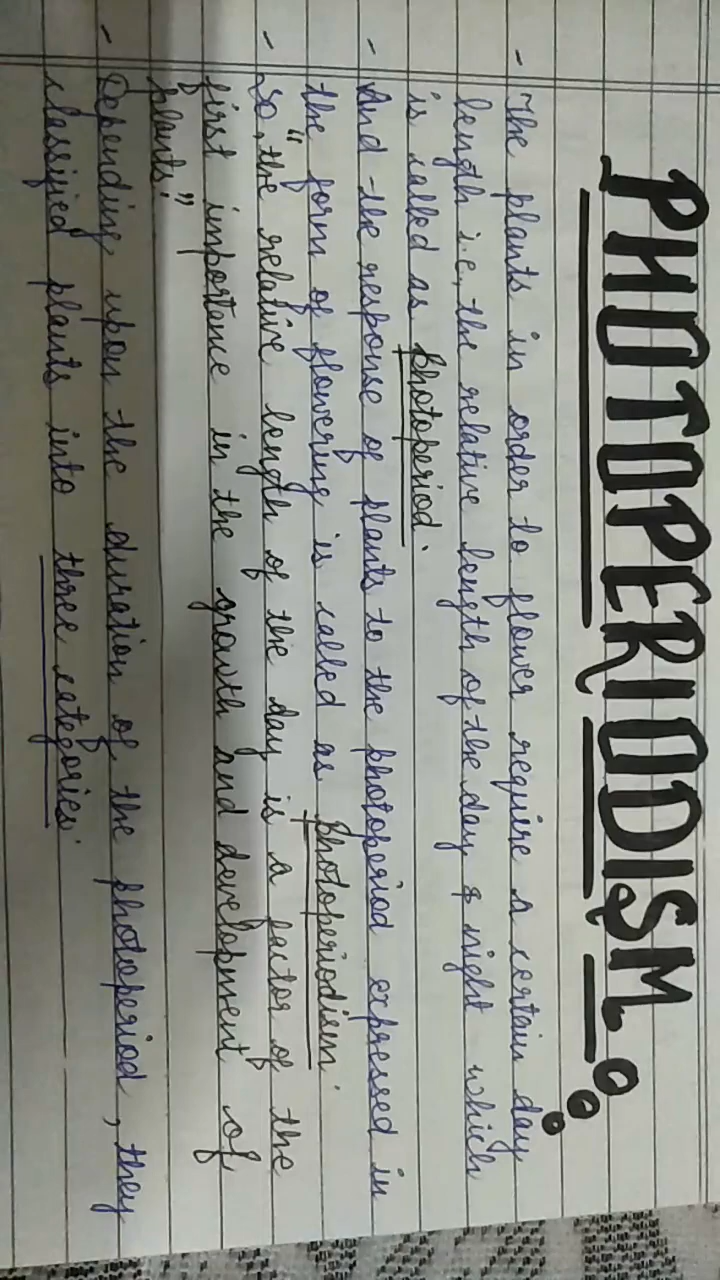 PHOTOPERIODISM
- The plants in order to flower require a certain day
length i.e, the relative length of the day & night which
is called as photoperiod.
- And the response of plants to the photoperiod expressed in
the form of flowering is called as photoperiodism.
- So, "the relative length of the day is a factor of the
first importance in the growth and development of
plants."
- Depending upon the duration of the photoperiod, they
classified plants into three categories.